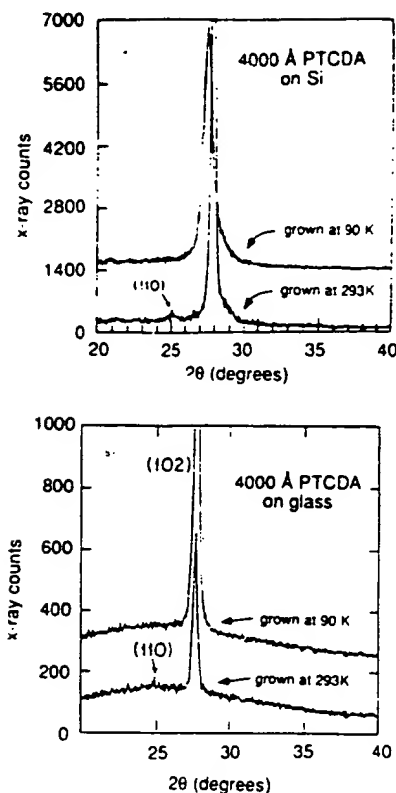 7000
5600
4200
2800
1400
0
x-ray counts
4000 Å PTCDA
on Si
grown at 90 K
(110)
grown at 293K
20
25
30
35
40
2θ (degrees)
1000
800
600
400
200
0
x-ray counts
(102)
4000 Å PTCDA
on glass
grown at 90 K
(110)
grown at 293K
25
30
35
40
2θ (degrees)